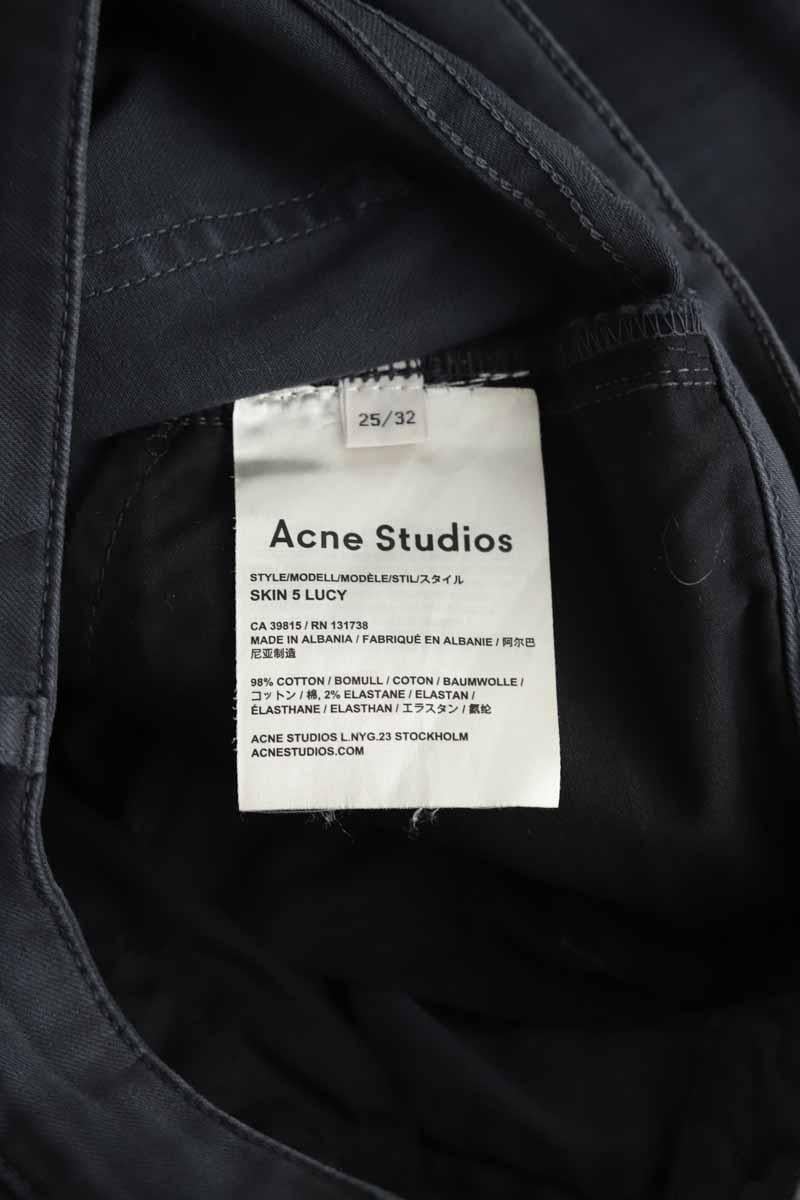 25/32
Acne Studios
STYLE/MODELL/MODÈLE/STIL/スタイル
SKIN 5 LUCY
CA 39815 / RN 131738
MADE IN ALBANIA / FABRIQUÉ EN ALBANIE / 阿尔巴
尼亚制造
98% COTTON / BOMULL / COTON / BAUMWOLLE /
コットン / 棉, 2% ELASTANE / ELASTAN /
ÉLASTHANE / ELASTHAN / エラスタン / 氨纶
ACNE STUDIOS L.NYG.23 STOCKHOLM
ACNESTUDIOS.COM